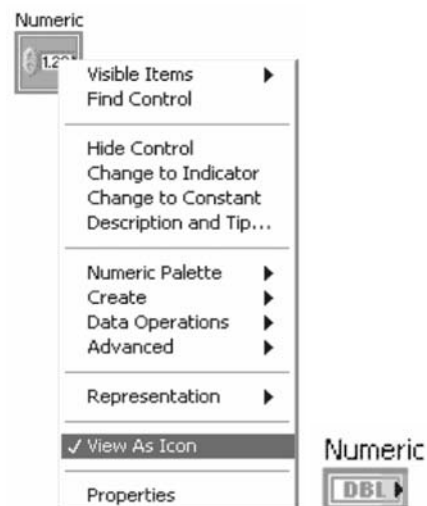 Numeric
Visible Items
Find Control
Hide Control
Change to Indicator
Change to Constant
Description and Tip...
Numeric Palette
Create
Data Operations
Advanced
Representation
✓ View As Icon
Properties
Numeric
DBL